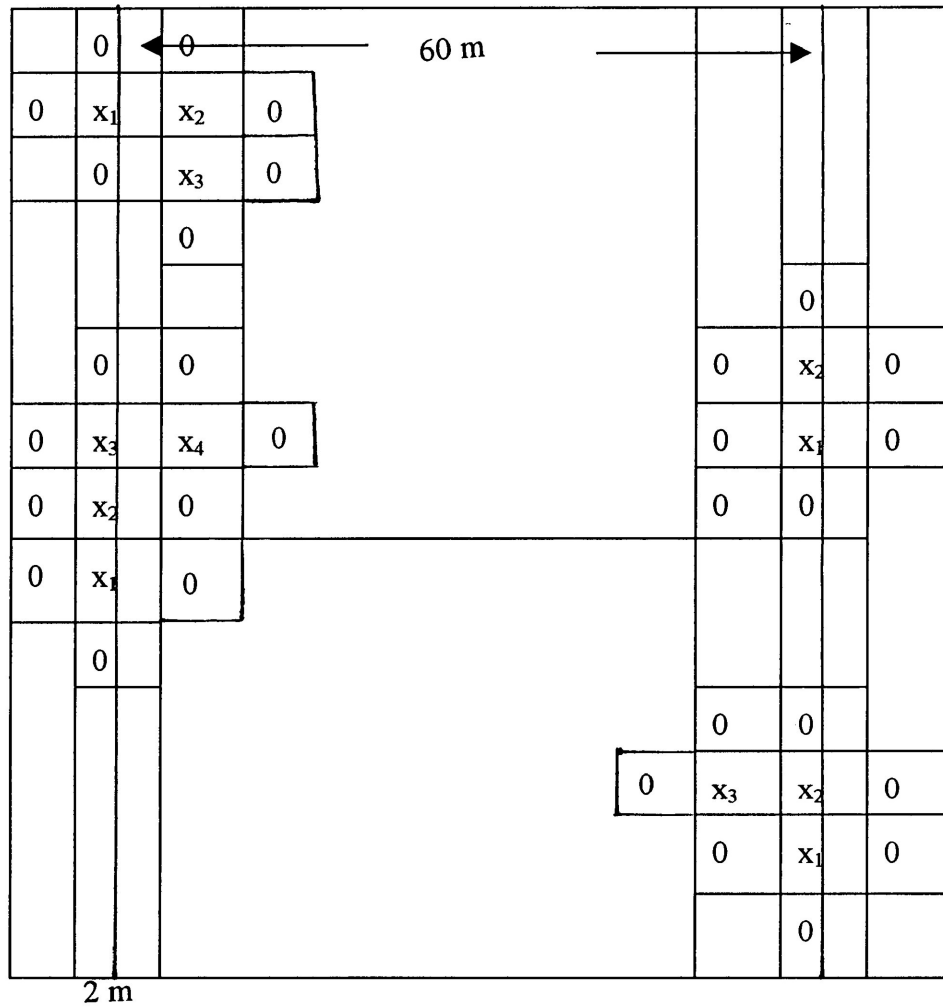 0 0 60 m
0 x₁ x₂ 0
0 x₃ 0
0
0
0 0 0 x₂ 0
0 x₃ x₄ 0 0 x₁ 0
0 x₂ 0 0 0
0 x₁ 0
0
0 0
0 x₃ x₂ 0
0 x₁ 0
0
2 m